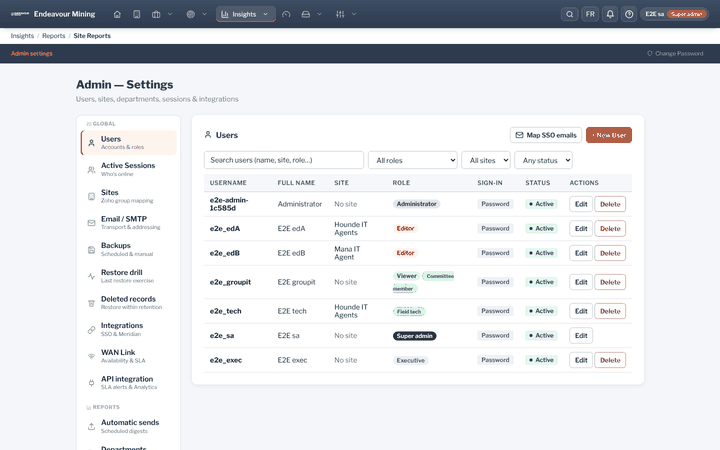 Endeavour Mining
Insights
FR
E2E sa Super admin
Insights / Reports / Site Reports
Admin settings
Change Password
Admin — Settings
Users, sites, departments, sessions & integrations
GLOBAL
Users
Accounts & roles
Active Sessions
Who's online
Sites
Zoho group mapping
Email / SMTP
Transport & addressing
Backups
Scheduled & manual
Restore drill
Last restore exercise
Deleted records
Restore within retention
Integrations
SSO & Meridian
WAN Link
Availability & SLA
API integration
SLA alerts & Analytics
REPORTS
Automatic sends
Scheduled digests
Departments
Users
Map SSO emails
+ New User
Search users (name, site, role...)
All roles
All sites
Any status
USERNAME FULL NAME SITE ROLE SIGN-IN STATUS ACTIONS
e2e-admin-1c585d Administrator No site Administrator Password Active Edit Delete
e2e_edA E2E edA Hounde IT Agents Editor Password Active Edit Delete
e2e_edB E2E edB Mana IT Agent Editor Password Active Edit Delete
e2e_groupit E2E groupit No site Viewer Committee member Password Active Edit Delete
e2e_tech E2E tech Hounde IT Agents Field tech Password Active Edit Delete
e2e_sa E2E sa No site Super admin Password Active Edit
e2e_exec E2E exec No site Executive Password Active Edit Delete